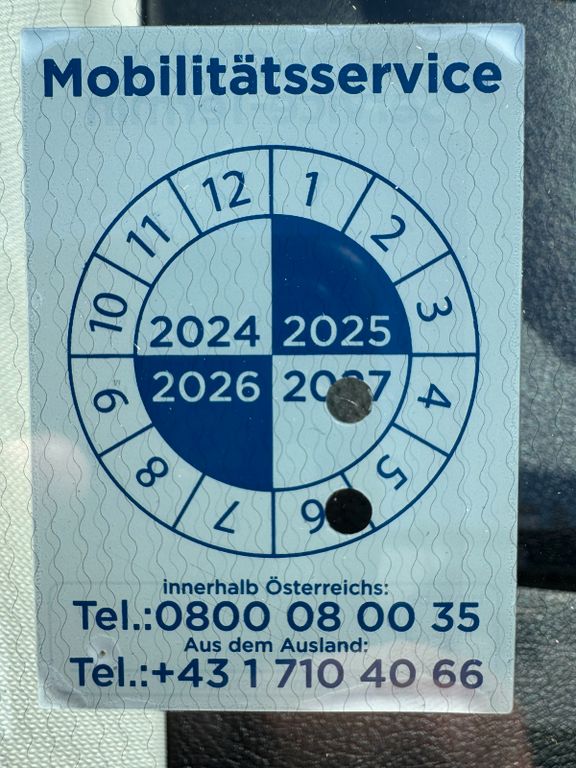 Mobilitätsservice
12 1
11 2
10 3
2024 2025
2026 2027
9 4
8 5
7 6
innerhalb Österreichs:
Tel.:0800 08 00 35
Aus dem Ausland:
Tel.:+43 1 710 40 66